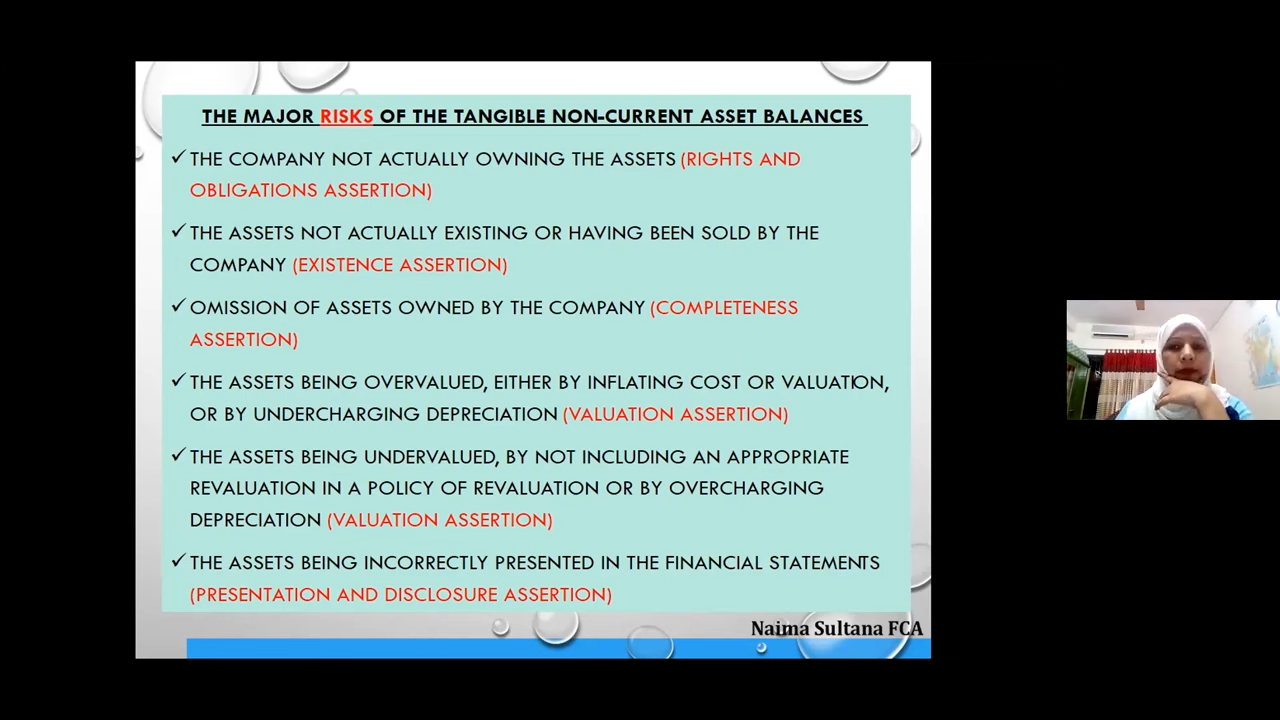 THE MAJOR RISKS OF THE TANGIBLE NON-CURRENT ASSET BALANCES
✓ THE COMPANY NOT ACTUALLY OWNING THE ASSETS (RIGHTS AND
OBLIGATIONS ASSERTION)
✓ THE ASSETS NOT ACTUALLY EXISTING OR HAVING BEEN SOLD BY THE
COMPANY (EXISTENCE ASSERTION)
✓ OMISSION OF ASSETS OWNED BY THE COMPANY (COMPLETENESS
ASSERTION)
✓ THE ASSETS BEING OVERVALUED, EITHER BY INFLATING COST OR VALUATION,
OR BY UNDERCHARGING DEPRECIATION (VALUATION ASSERTION)
✓ THE ASSETS BEING UNDERVALUED, BY NOT INCLUDING AN APPROPRIATE
REVALUATION IN A POLICY OF REVALUATION OR BY OVERCHARGING
DEPRECIATION (VALUATION ASSERTION)
✓ THE ASSETS BEING INCORRECTLY PRESENTED IN THE FINANCIAL STATEMENTS
(PRESENTATION AND DISCLOSURE ASSERTION)
Naima Sultana FCA